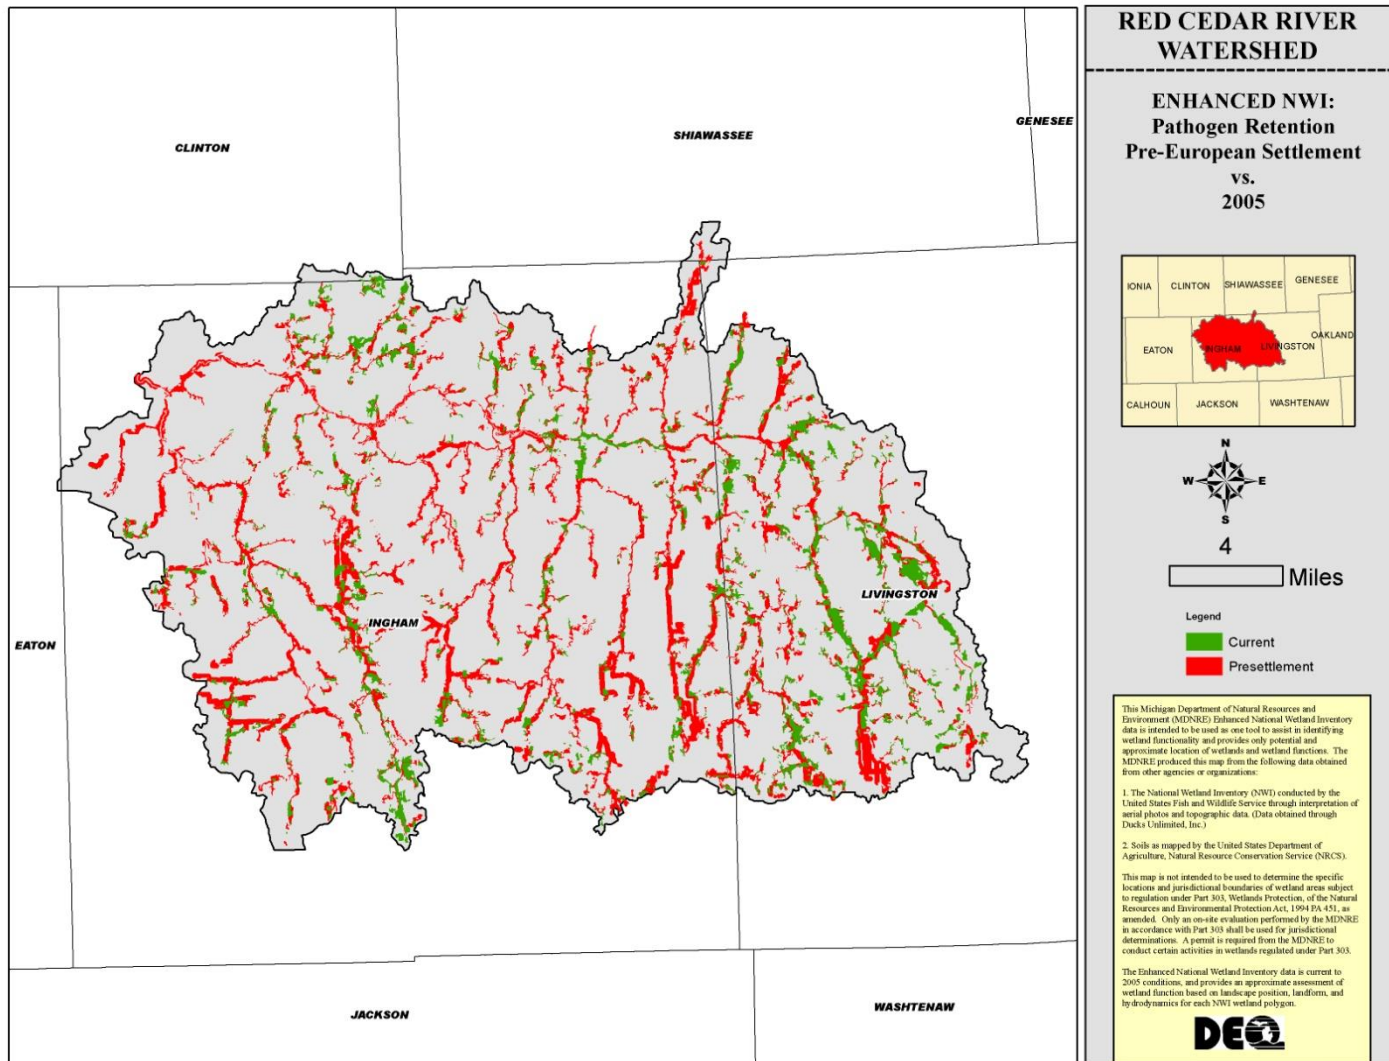 RED CEDAR RIVER
WATERSHED
ENHANCED NWI:
Pathogen Retention
Pre-European Settlement
vs.
2005
CLINTON
SHIAWASSEE
GENESEE
EATON
INGHAM
LIVINGSTON
JACKSON
WASHTENAW
IONIA
CLINTON
SHIAWASSEE
GENESEE
EATON
INGHAM
LIVINGSTON
OAKLAND
CALHOUN
JACKSON
WASHTENAW
N
W
E
S
4
Miles
Legend
Current
Presettlement
This Michigan Department of Natural Resources and
Environment (MDNRE) Enhanced National Wetland Inventory
data is intended to be used as one tool to assist in identifying
wetland functionality and provides only potential and
approximate location of wetlands and wetland functions. The
MDNRE produced this map from the following data obtained
from other agencies or organizations:
1. The National Wetland Inventory (NWI) conducted by the
United States Fish and Wildlife Service through interpretation of
aerial photos and topographic data. (Data obtained through
Ducks Unlimited, Inc.)
2. Soils as mapped by the United States Department of
Agriculture, Natural Resource Conservation Service (NRCS).
This map is not intended to be used to determine the specific
locations and jurisdictional boundaries of wetland areas subject
to regulation under Part 303, Wetlands Protection, of the Natural
Resources and Environmental Protection Act, 1994 PA 451, as
amended. Only an on-site evaluation performed by the MDNRE
in accordance with Part 303 shall be used for jurisdictional
determinations. A permit is required from the MDNRE to
conduct certain activities in wetlands regulated under Part 303.
The Enhanced National Wetland Inventory data is current to
2005 conditions, and provides an approximate assessment of
wetland function based on landscape position, landform, and
hydrodynamics for each NWI wetland polygon.
DEQ